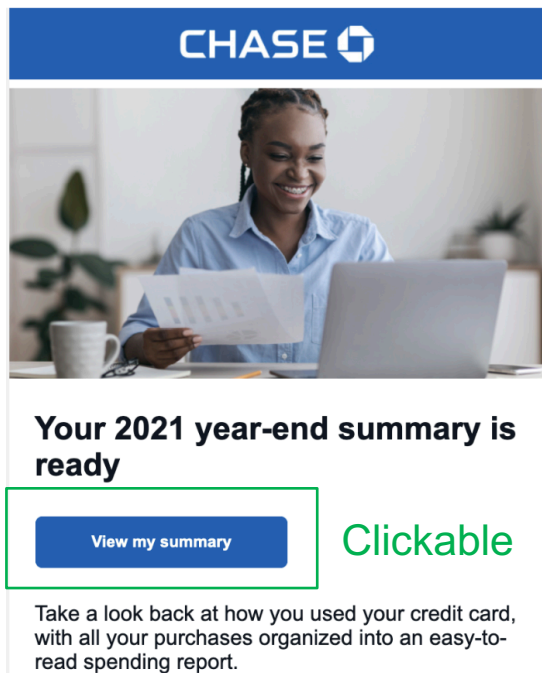 CHASE
Your 2021 year-end summary is
ready
View my summary
Clickable
Take a look back at how you used your credit card,
with all your purchases organized into an easy-to-
read spending report.